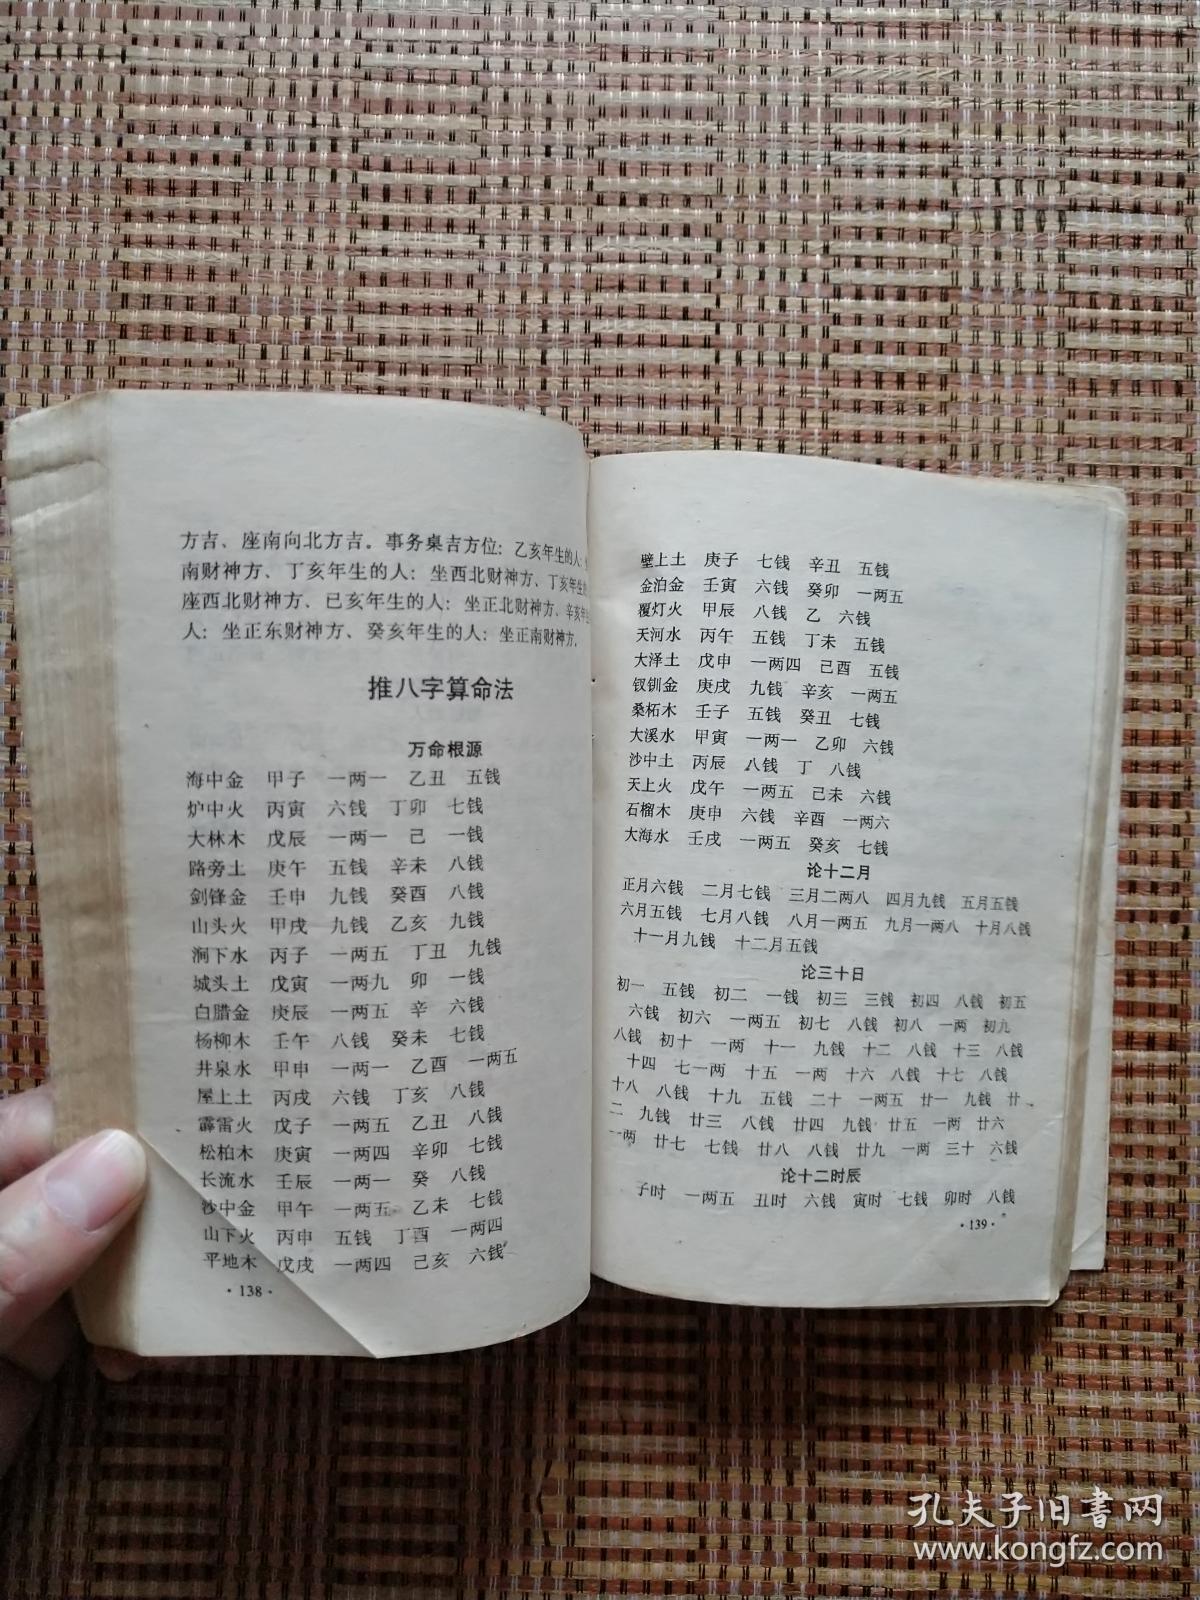 方吉、座南向北方吉。事务桌吉方位：乙亥年生的人：
南财神方、丁亥年生的人：坐西北财神方、丁亥年生
座西北财神方、已亥年生的人：坐正北财神方、辛亥年生
人：坐正东财神方、癸亥年生的人：坐正南财神方，
推八字算命法
万命根源
海中金 甲子 一两一 乙丑 五钱
炉中火 丙寅 六钱 丁卯 七钱
大林木 戊辰 一两一 己 一钱
路旁土 庚午 五钱 辛未 八钱
剑锋金 壬申 九钱 癸酉 八钱
山头火 甲戌 九钱 乙亥 九钱
涧下水 丙子 一两五 丁丑 九钱
城头土 戊寅 一两九 卯 一钱
白腊金 庚辰 一两五 辛 六钱
杨柳木 壬午 八钱 癸未 七钱
井泉水 甲申 一两一 乙酉 一两五
屋上土 丙戌 六钱 丁亥 八钱
霹雷火 戊子 一两五 乙丑 八钱
松柏木 庚寅 一两四 辛卯 七钱
长流水 壬辰 一两一 癸 八钱
沙中金 甲午 一两五 乙未 七钱
山下火 丙申 五钱 丁酉 一两四
平地木 戊戌 一两四 己亥 六钱
·138·
壁上土 庚子 七钱 辛丑 五钱
金泊金 壬寅 六钱 癸卯 一两五
覆灯火 甲辰 八钱 乙 六钱
天河水 丙午 五钱 丁未 五钱
大泽土 戊申 一两四 己酉 五钱
钗钏金 庚戌 九钱 辛亥 一两五
桑柘木 壬子 五钱 癸丑 七钱
大溪水 甲寅 一两一 乙卯 六钱
沙中土 丙辰 八钱 丁 八钱
天上火 戊午 一两五 己未 六钱
石榴木 庚申 六钱 辛酉 一两六
大海水 壬戌 一两五 癸亥 七钱
论十二月
正月六钱 二月七钱 三月二两八 四月九钱 五月五钱
六月五钱 七月八钱 八月一两五 九月一两八 十月八钱
十一月九钱 十二月五钱
论三十日
初一 五钱 初二 一钱 初三 三钱 初四 八钱 初五
六钱 初六 一两五 初七 八钱 初八 一两 初九
八钱 初十 一两 十一 九钱 十二 八钱 十三 八钱
十四 七一两 十五 一两 十六 八钱 十七 八钱
十八 八钱 十九 五钱 二十 一两五 廿一 九钱 廿
二 九钱 廿三 八钱 廿四 九钱 廿五 一两 廿六
一两 廿七 七钱 廿八 八钱 廿九 一两 三十 六钱
论十二时辰
子时 一两五 丑时 六钱 寅时 七钱 卯时 八钱
·139·
孔夫子旧书网
www.kongfz.com